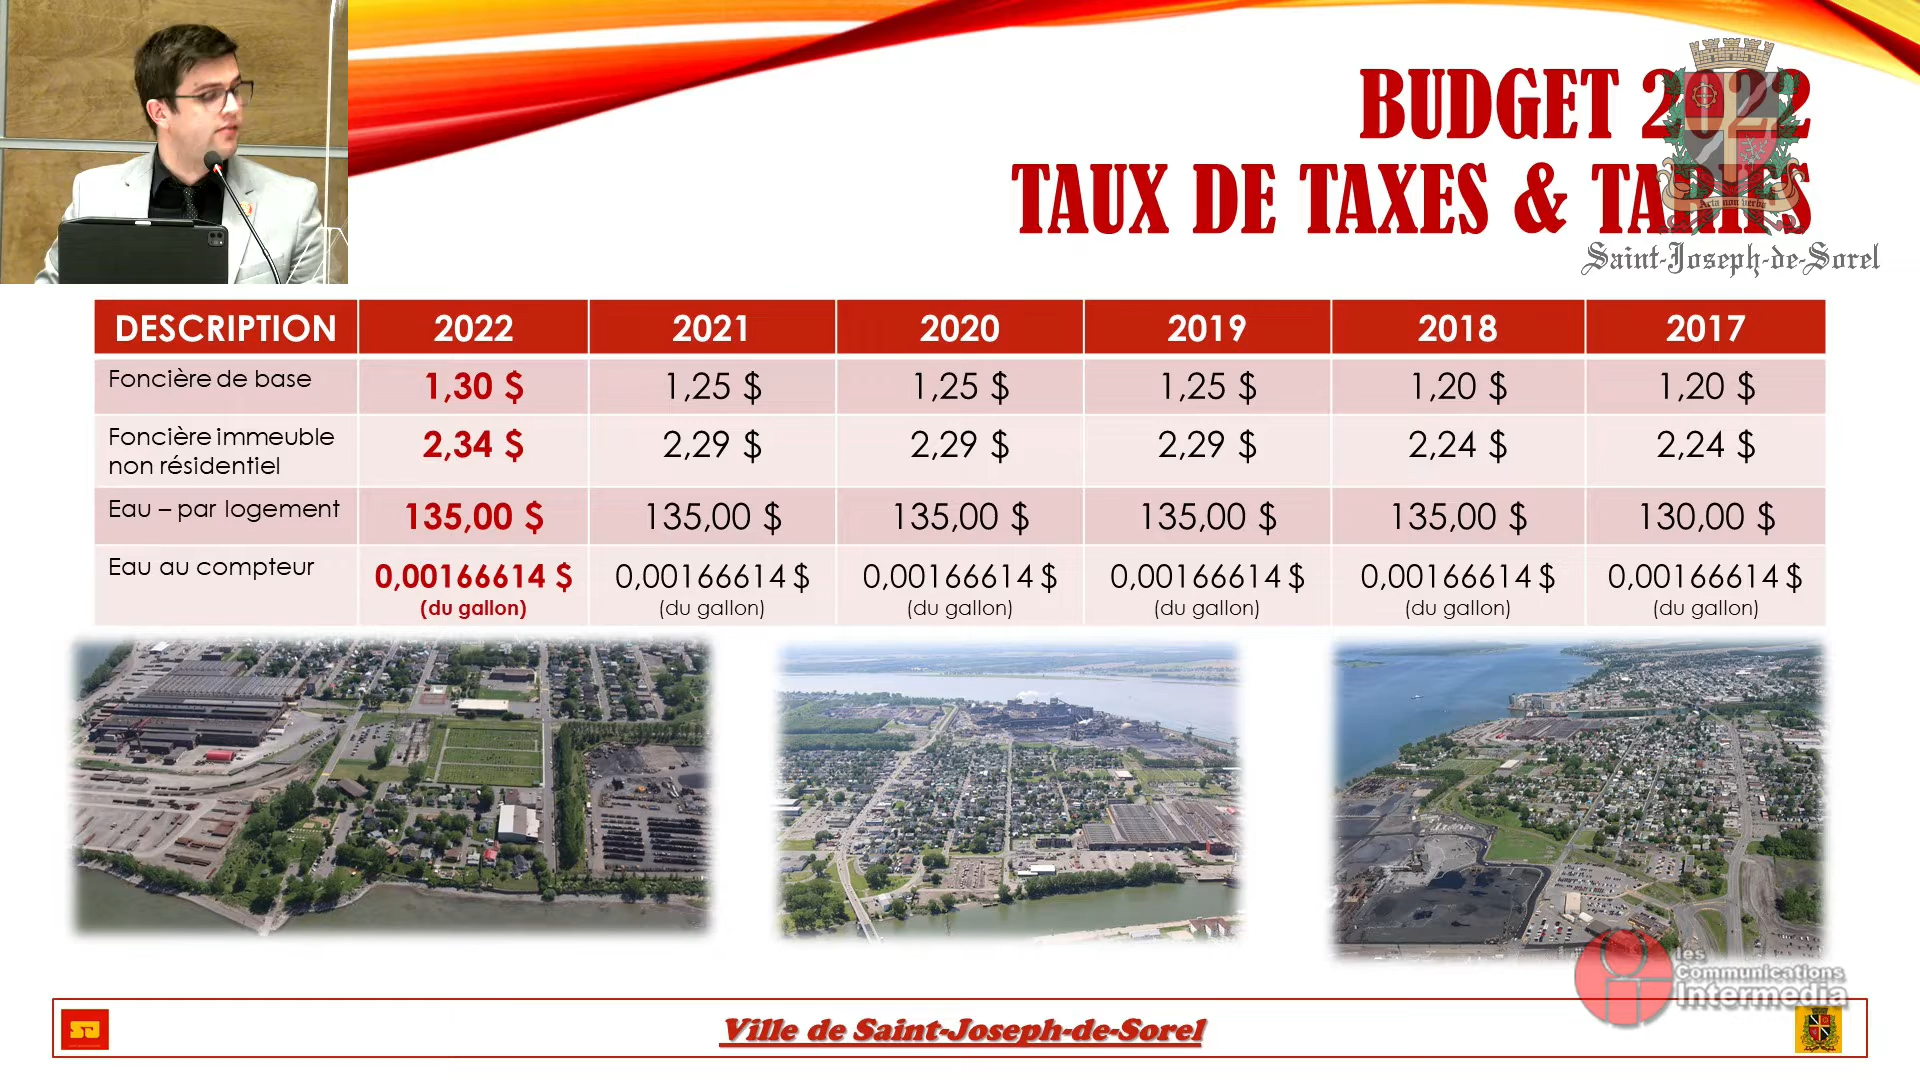 BUDGET 2022
TAUX DE TAXES & TARIFS
Acta non verba
Saint-Joseph-de-Sorel
DESCRIPTION 2022 2021 2020 2019 2018 2017
Foncière de base 1,30 $ 1,25 $ 1,25 $ 1,25 $ 1,20 $ 1,20 $
Foncière immeuble
non résidentiel 2,34 $ 2,29 $ 2,29 $ 2,29 $ 2,24 $ 2,24 $
Eau – par logement 135,00 $ 135,00 $ 135,00 $ 135,00 $ 135,00 $ 130,00 $
Eau au compteur 0,00166614 $ 0,00166614 $ 0,00166614 $ 0,00166614 $ 0,00166614 $ 0,00166614 $
(du gallon) (du gallon) (du gallon) (du gallon) (du gallon) (du gallon)
les
Communications
Intermedia
Ville de Saint-Joseph-de-Sorel